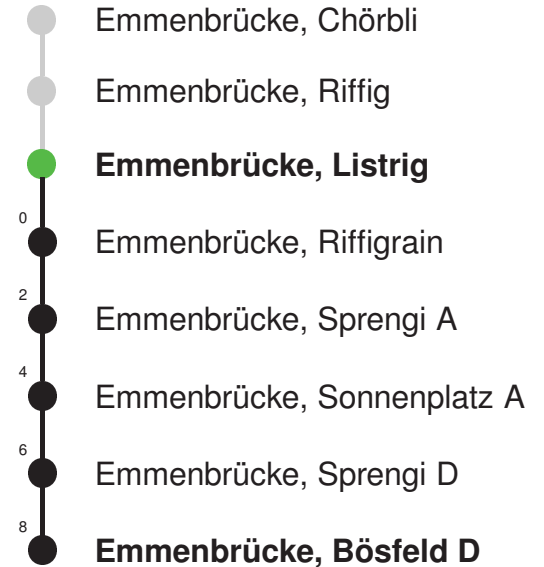 Emmenbrücke, Chörbli
Emmenbrücke, Riffig
Emmenbrücke, Listrig
0
Emmenbrücke, Riffigrain
2
Emmenbrücke, Sprengi A
4
Emmenbrücke, Sonnenplatz A
6
Emmenbrücke, Sprengi D
8
Emmenbrücke, Bösfeld D